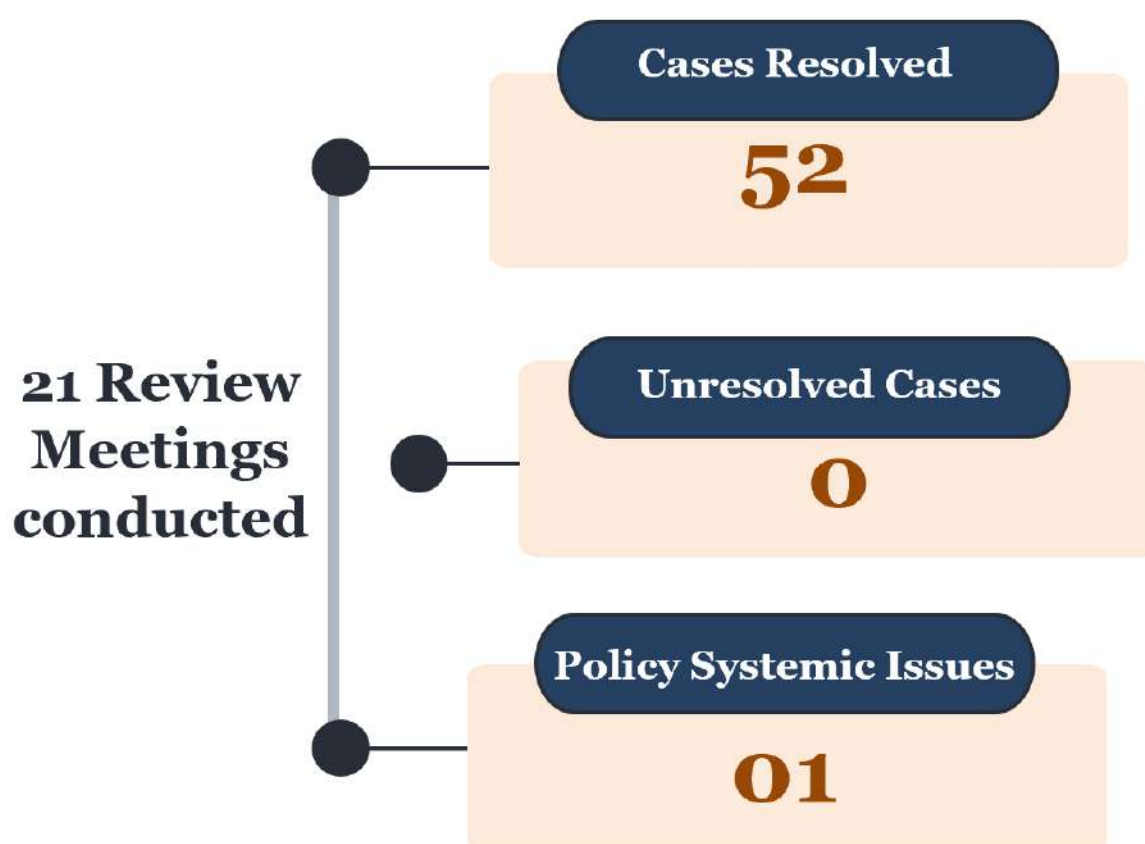 Cases Resolved
52
21 Review
Meetings
conducted
Unresolved Cases
0
Policy Systemic Issues
01